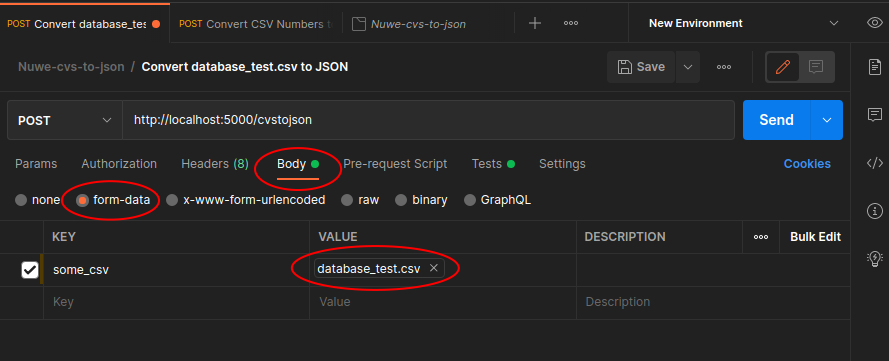 POST Convert database_tes POST Convert CSV Numbers t Nuwe-cvs-to-json New Environment
Nuwe-cvs-to-json / Convert database_test.csv to JSON Save
POST http://localhost:5000/cvstojson Send
Params Authorization Headers (8) Body Pre-request Script Tests Settings Cookies
none form-data x-www-form-urlencoded raw binary GraphQL
KEY VALUE DESCRIPTION Bulk Edit
some_csv database_test.csv
Key Value Description